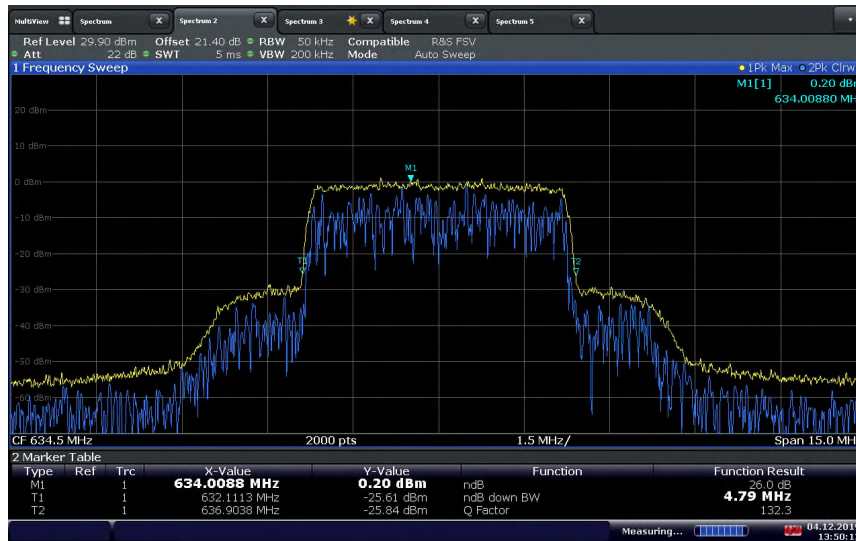 MultiView Spectrum X Spectrum 2 X Spectrum 3 X Spectrum 4 X Spectrum 5 X
Ref Level 29.90 dBm Offset 21.40 dB RBW 50 kHz Compatible R&S FSV
Att 22 dB SWT 5 ms VBW 200 kHz Mode Auto Sweep
1 Frequency Sweep 1Pk Max 2Pk Clrw
M1[1] 0.20 dBm
634.00880 MH
20 dBm
10 dBm
M1
0 dBm
-10 dBm
-20 dBm
T1 T2
-30 dBm
-40 dBm
-50 dBm
-60 dBm
CF 634.5 MHz 2000 pts 1.5 MHz/ Span 15.0 MH
2 Marker Table
Type Ref Trc X-Value Y-Value Function Function Result
M1 1 634.0088 MHz 0.20 dBm ndB 26.0 dB
T1 1 632.1113 MHz -25.61 dBm ndB down BW 4.79 MHz
T2 1 636.9038 MHz -25.84 dBm Q Factor 132.3
Measuring... 04.12.201
13:50:1